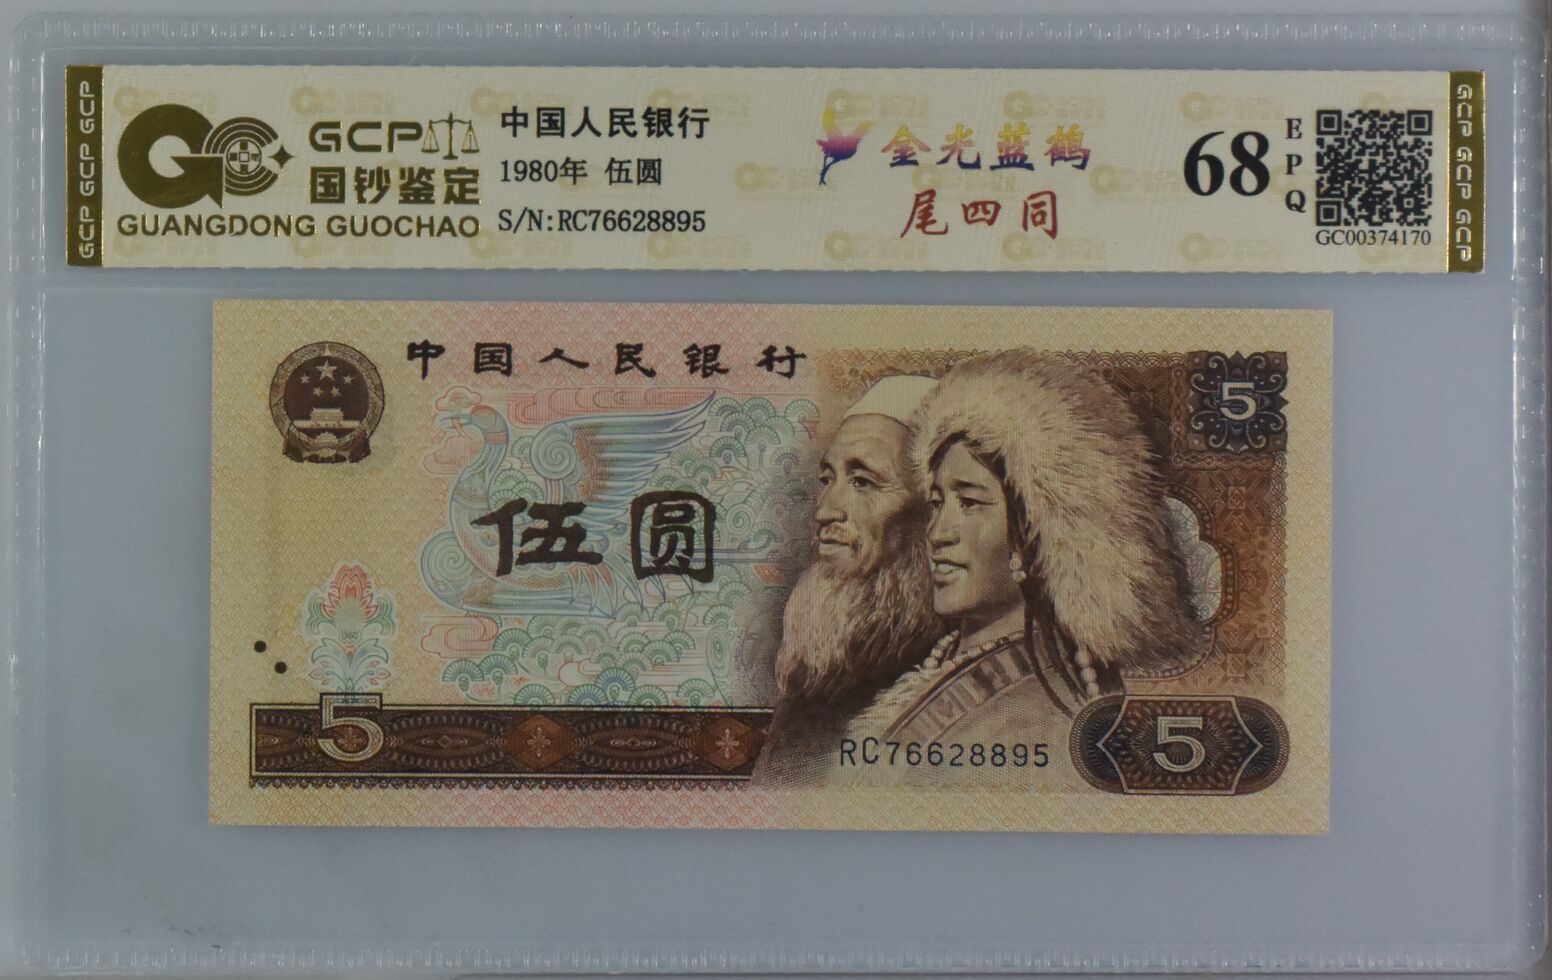 GCP GCP GCP
GCP
国钞鉴定
GUANGDONG GUOCHAO
中国人民银行
1980年 伍圆
S/N:RC76628895
金光蓝鹤
尾四同
68
EPQ
GC00374170
GCP GCP GCP
中国人民银行
5
伍圆
5
RC76628895
5